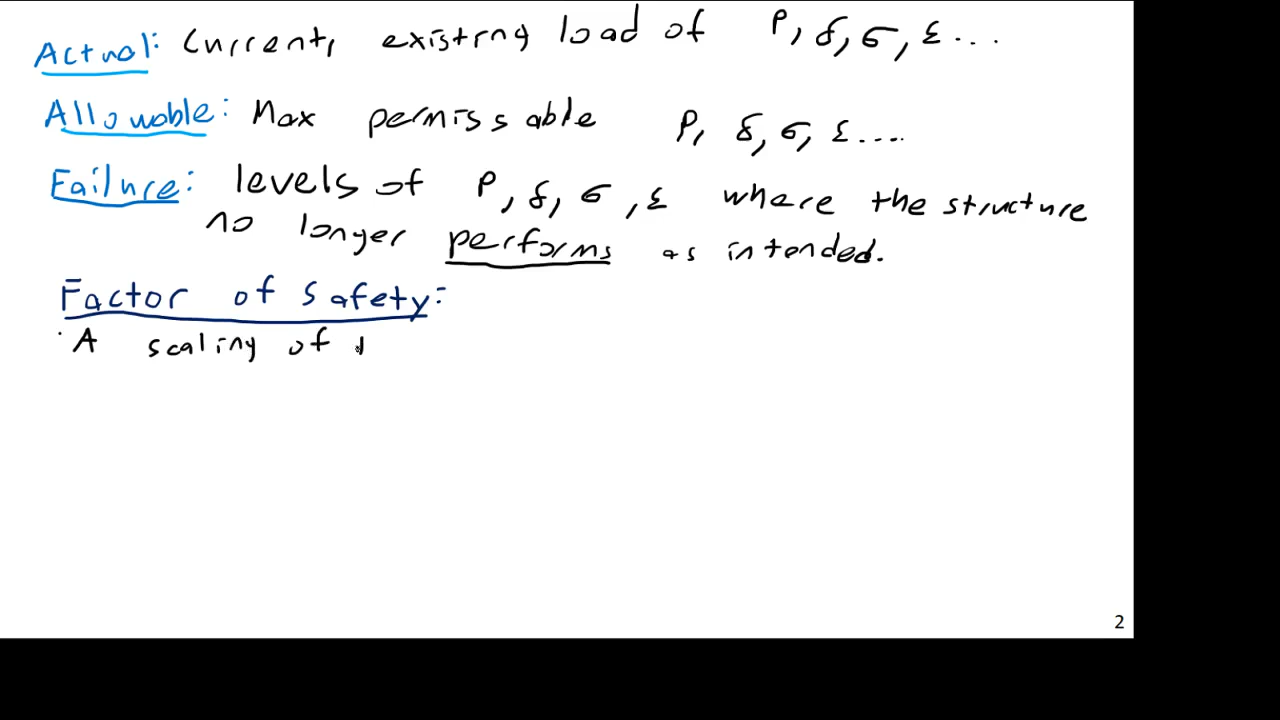 Actual: Current, existing load of P, δ, σ, ε...
Allowable: Max permissable P, δ, σ, ε....
Failure: levels of P, δ, σ, ε where the structure
no longer performs as intended.
Factor of Safety:
· A scaling of
2